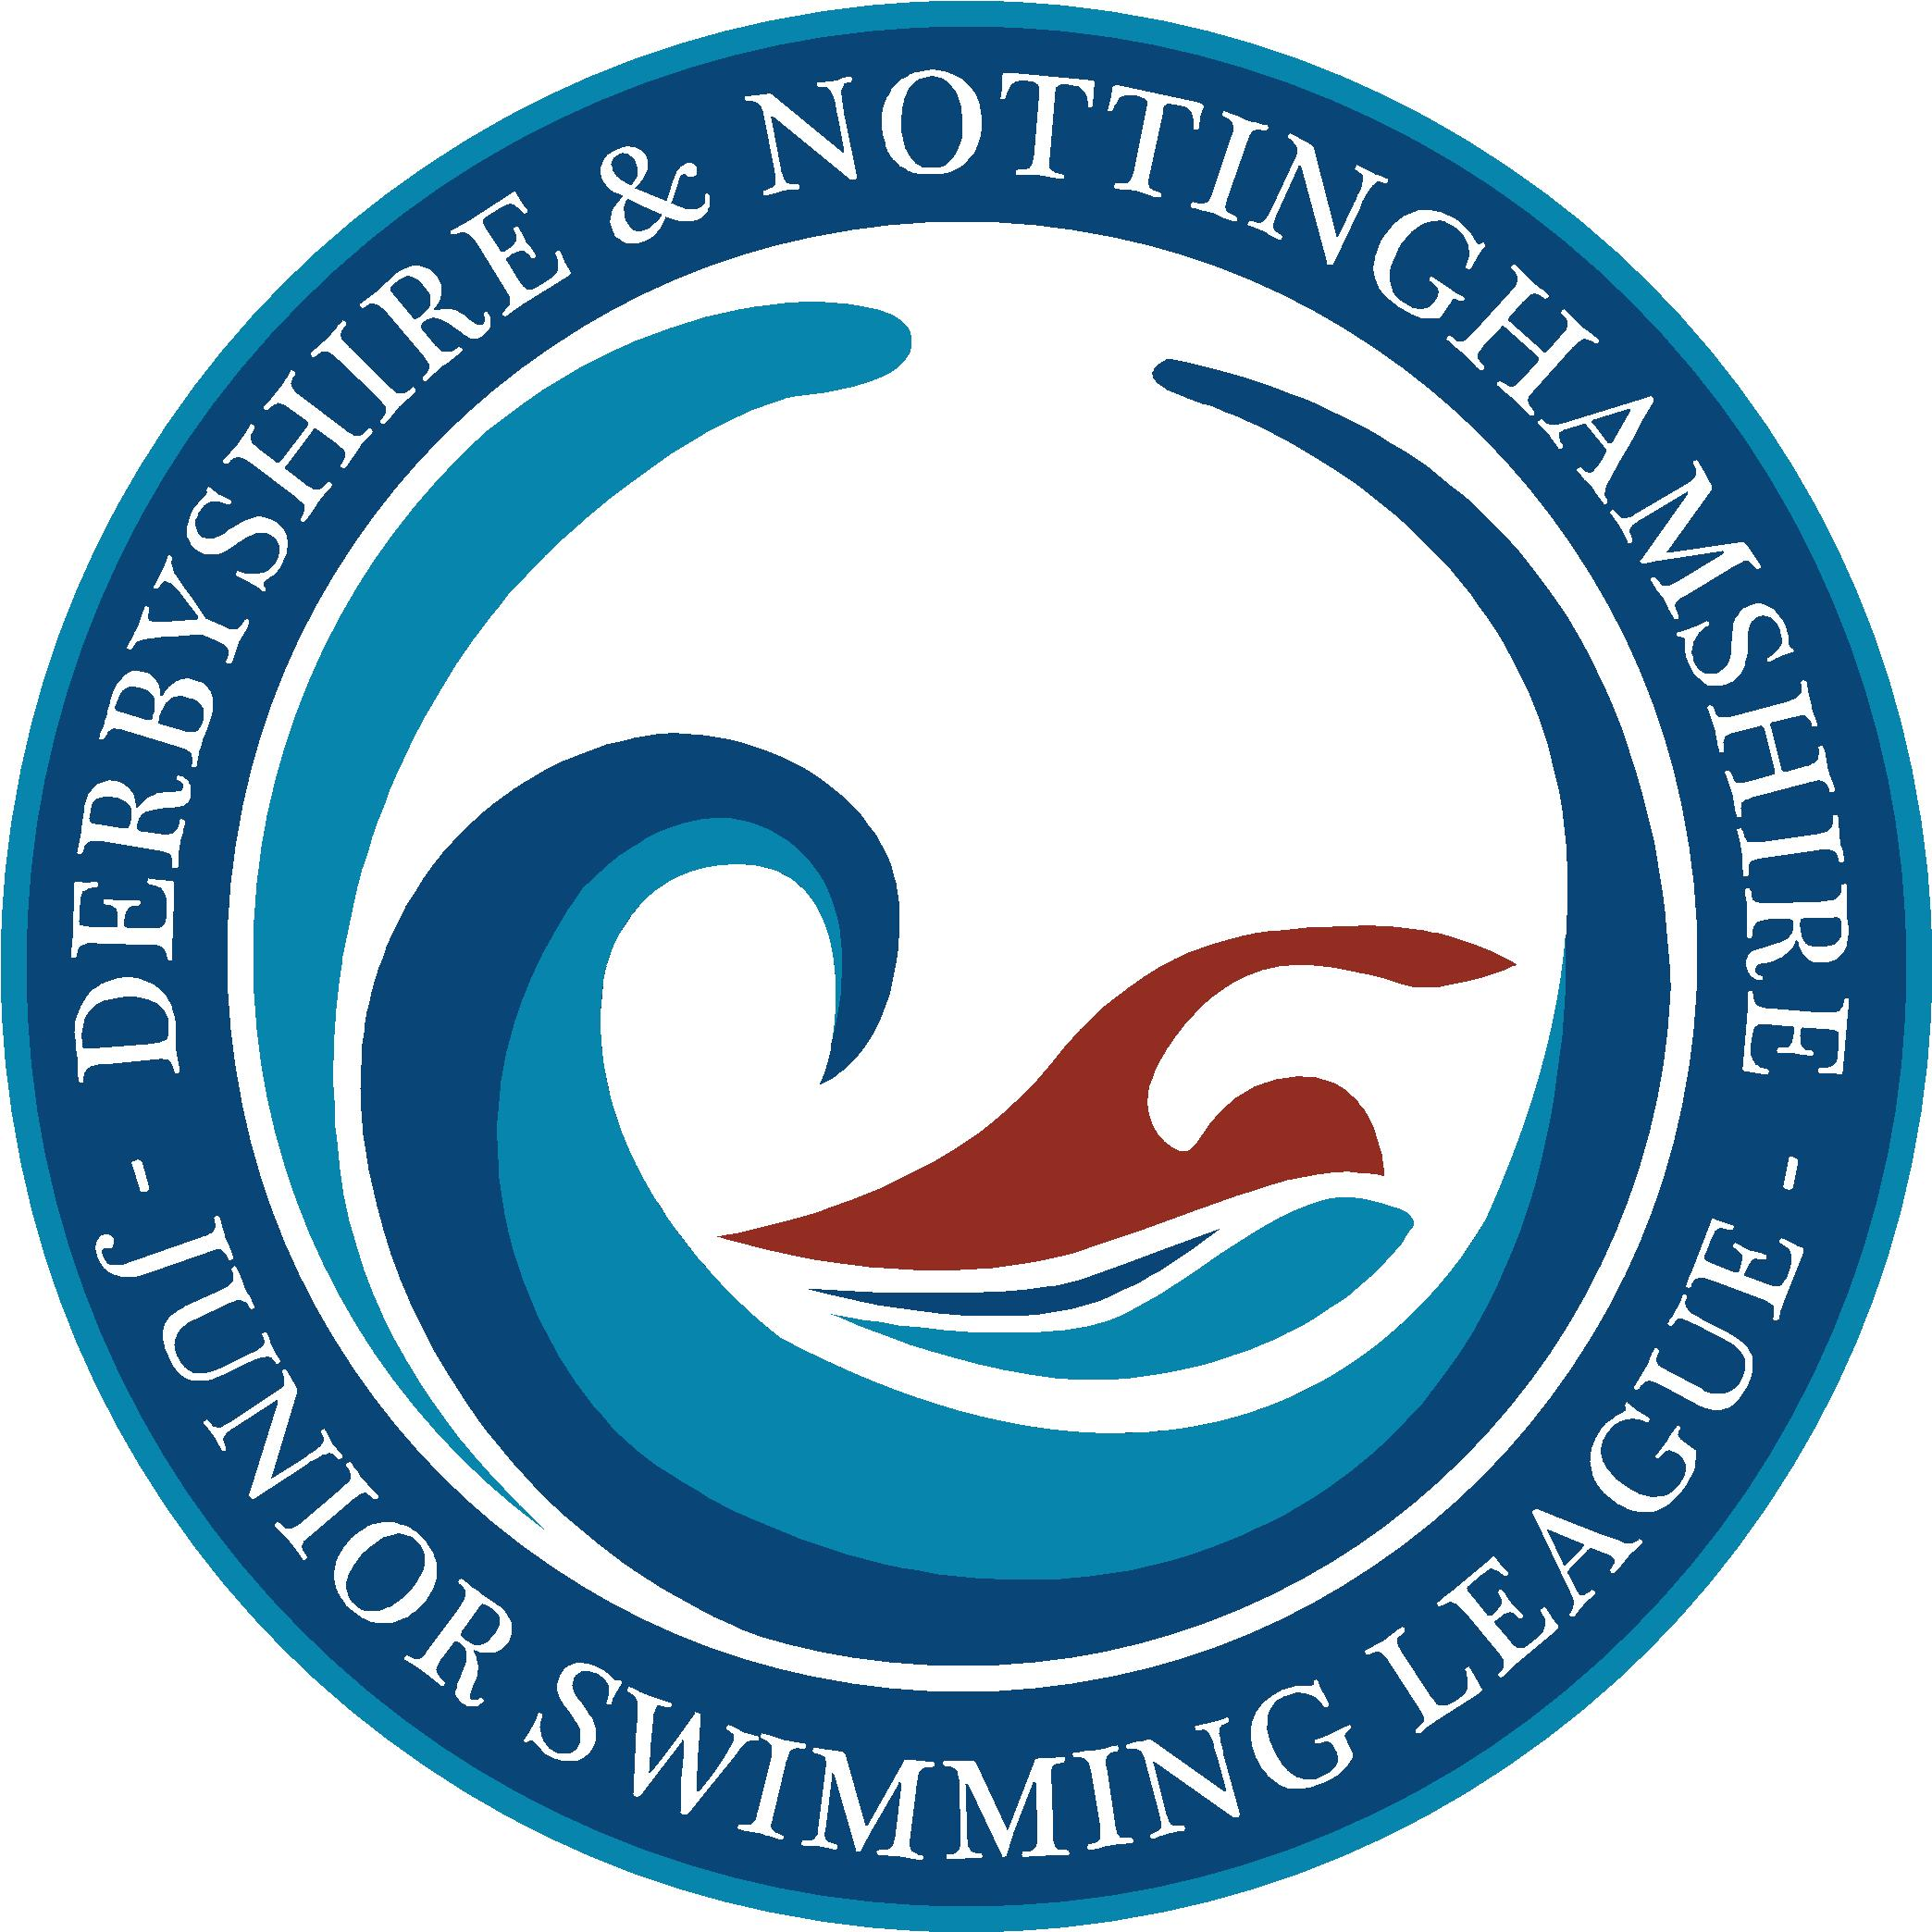 DERBYSHIRE & NOTTINGHAMSHIRE
- JUNIOR SWIMMING LEAGUE -